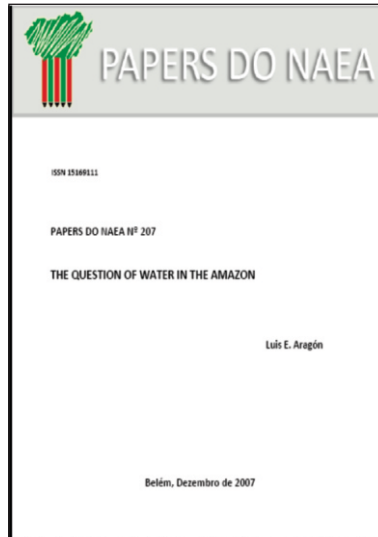 PAPERS DO NAEA
ISSN 15169111
PAPERS DO NAEA Nº 207
THE QUESTION OF WATER IN THE AMAZON
Luis E. Aragón
Belém, Dezembro de 2007